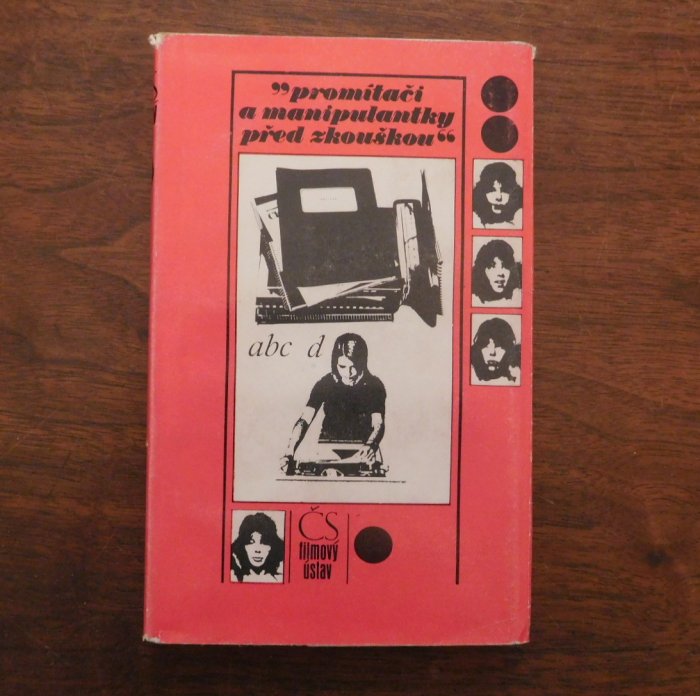 ”promítači
a manipulantky
před zkouškou“
abc d
ČS
filmový
ústav